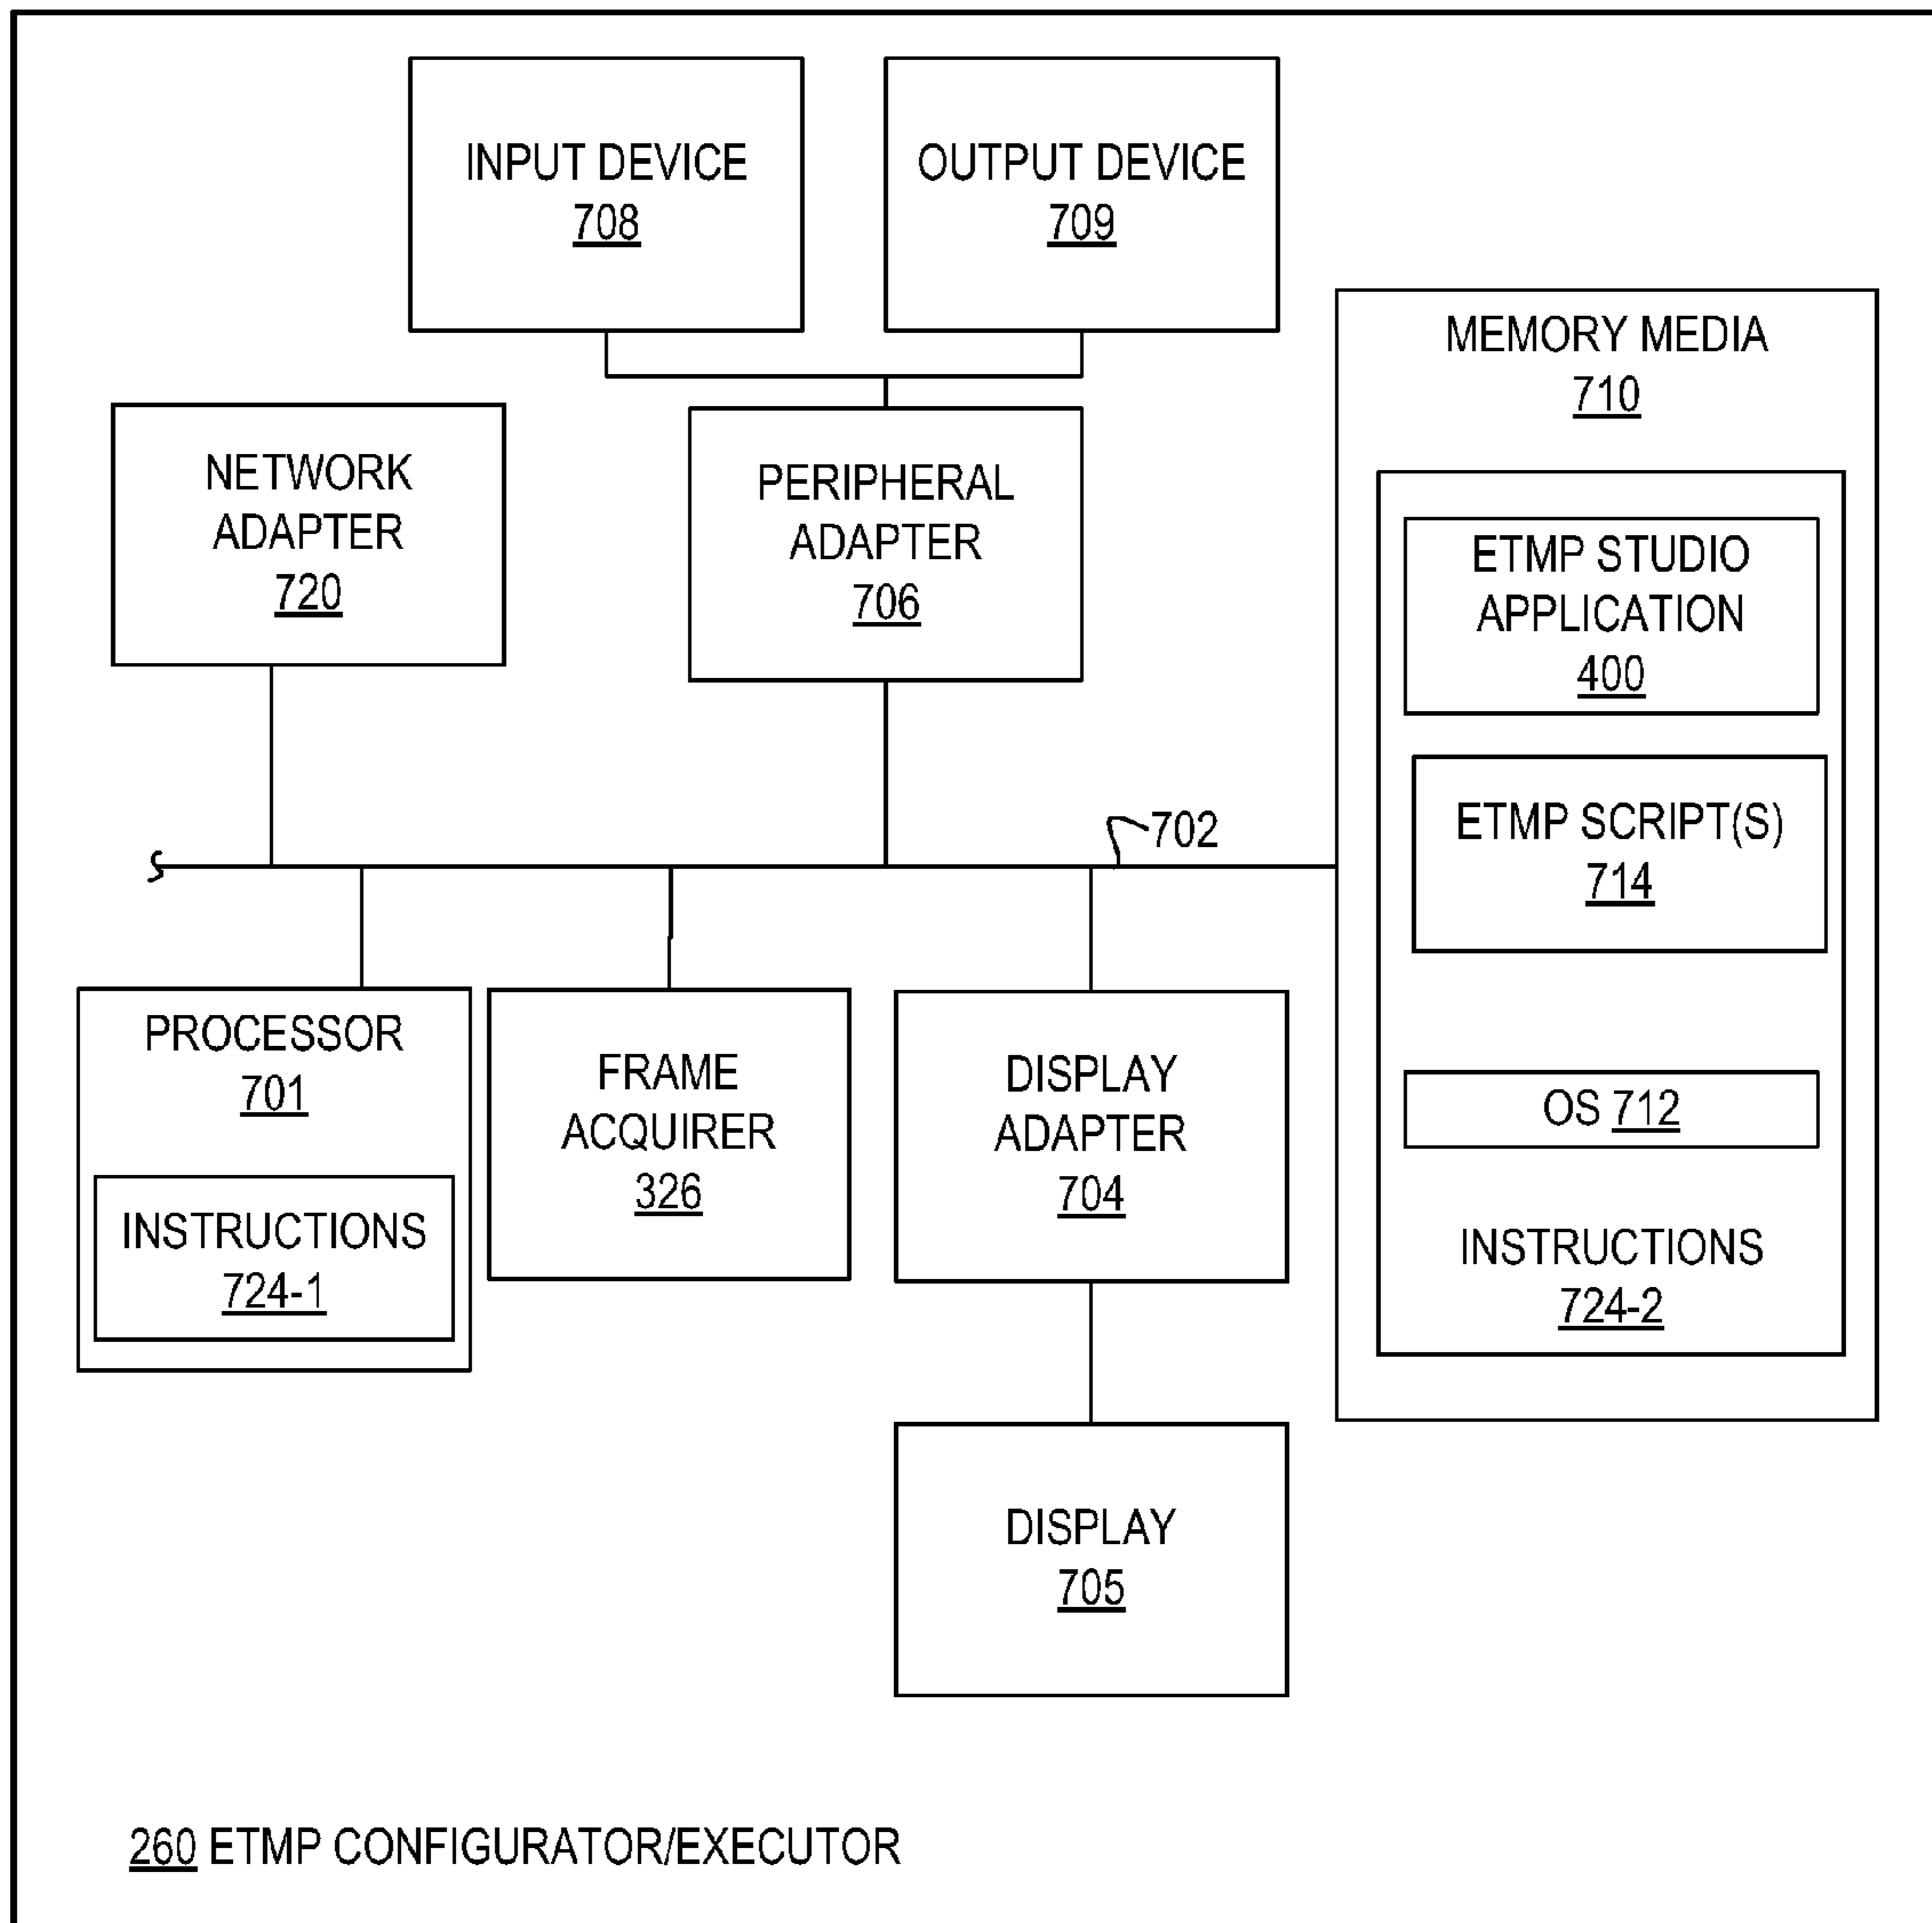 INPUT DEVICE
708
OUTPUT DEVICE
709
MEMORY MEDIA
710
NETWORK
ADAPTER
720
PERIPHERAL
ADAPTER
706
ETMP STUDIO
APPLICATION
400
ETMP SCRIPT(S)
714
702
PROCESSOR
701
INSTRUCTIONS
724-1
FRAME
ACQUIRER
326
DISPLAY
ADAPTER
704
OS 712
INSTRUCTIONS
724-2
DISPLAY
705
260 ETMP CONFIGURATOR/EXECUTOR